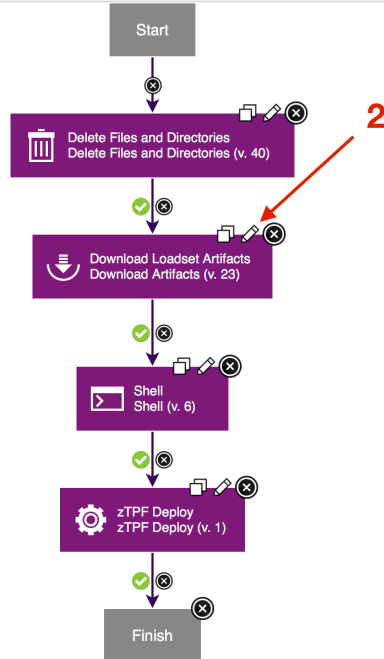 Start
Delete Files and Directories
Delete Files and Directories (v. 40)
2
Download Loadset Artifacts
Download Artifacts (v. 23)
Shell
Shell (v. 6)
zTPF Deploy
zTPF Deploy (v. 1)
Finish